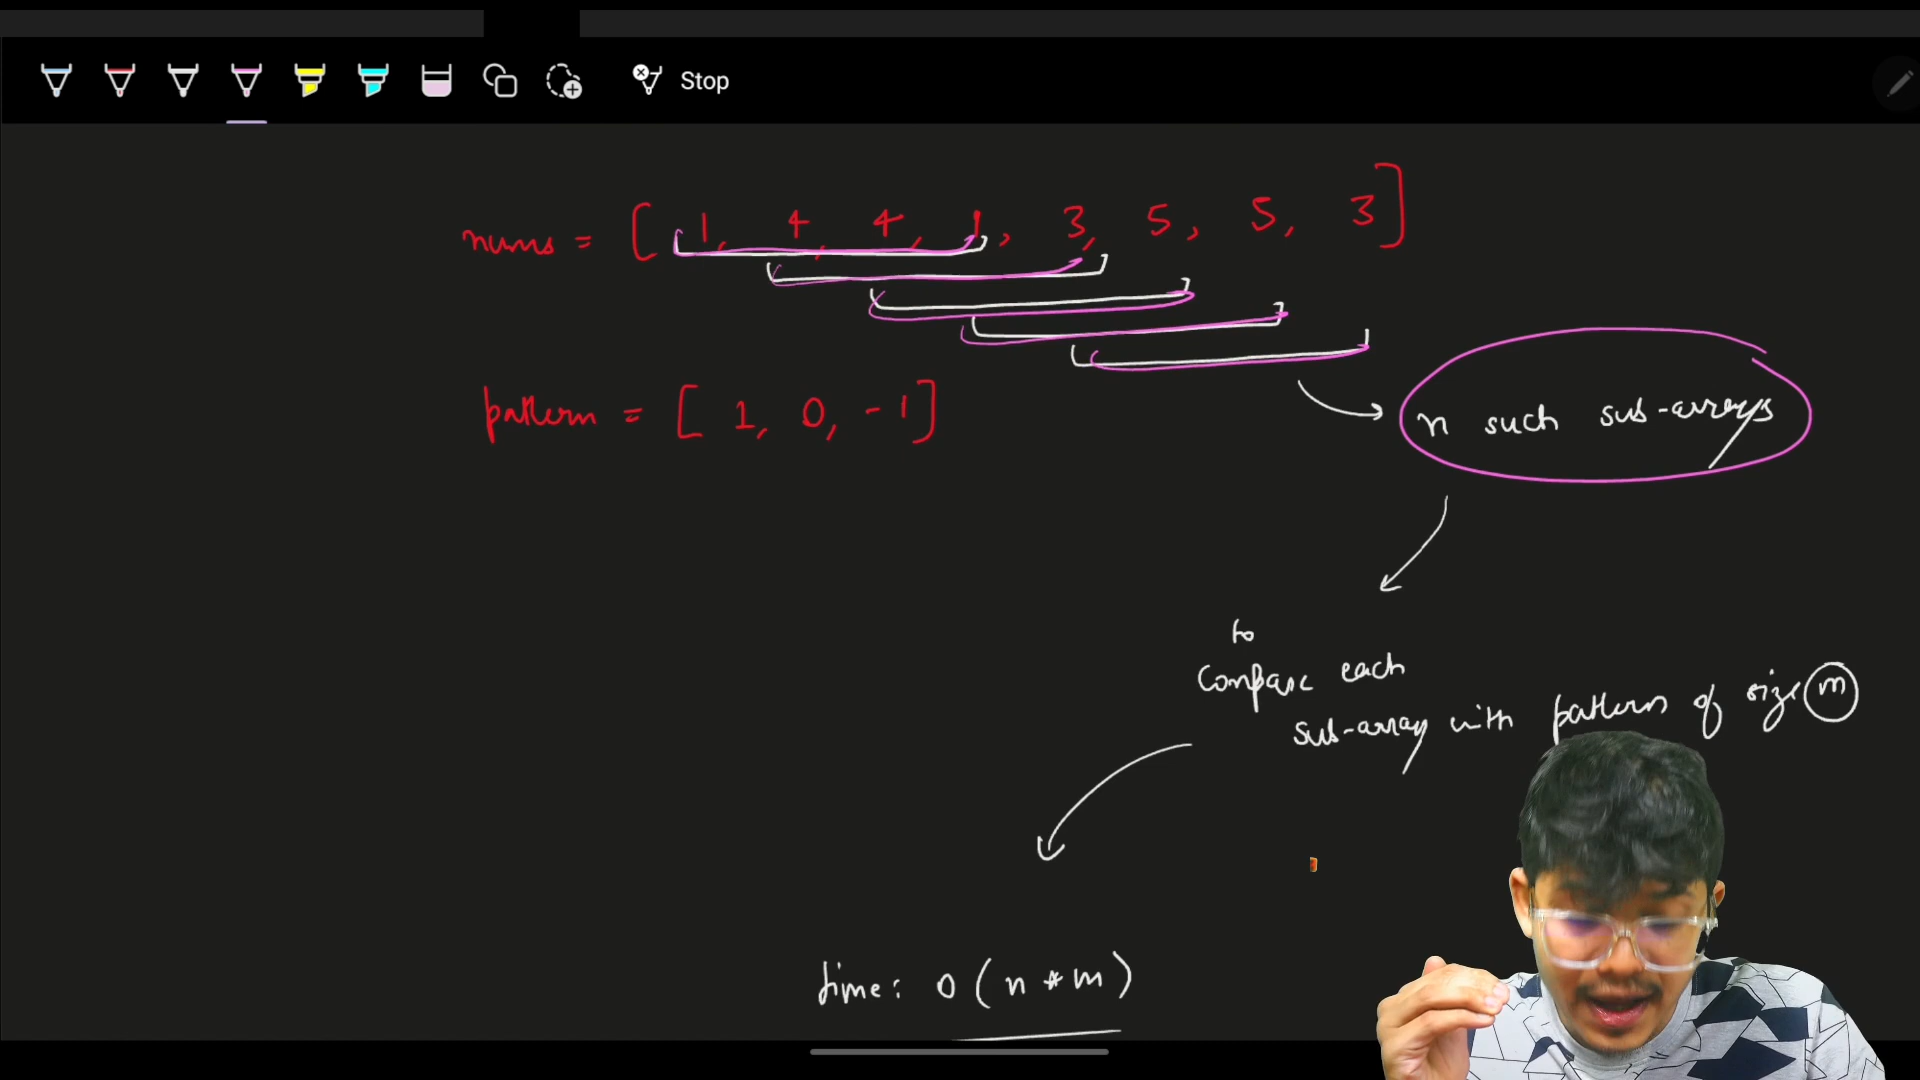 Stop
nums = [ 1, 4, 4, 1, 3, 5, 5, 3 ]
pattern = [ 1, 0, -1 ]
n such sub-arrays
to
compare each
sub-array with pattern of size m
time: O ( n * m )